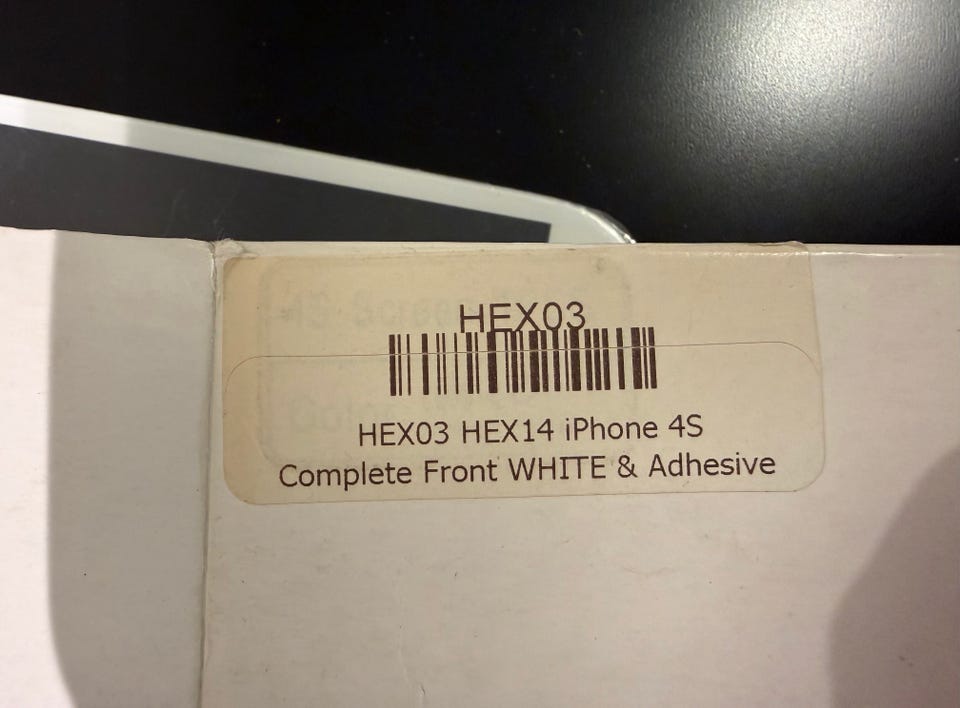 HEX03
HEX03 HEX14 iPhone 4S
Complete Front WHITE & Adhesive